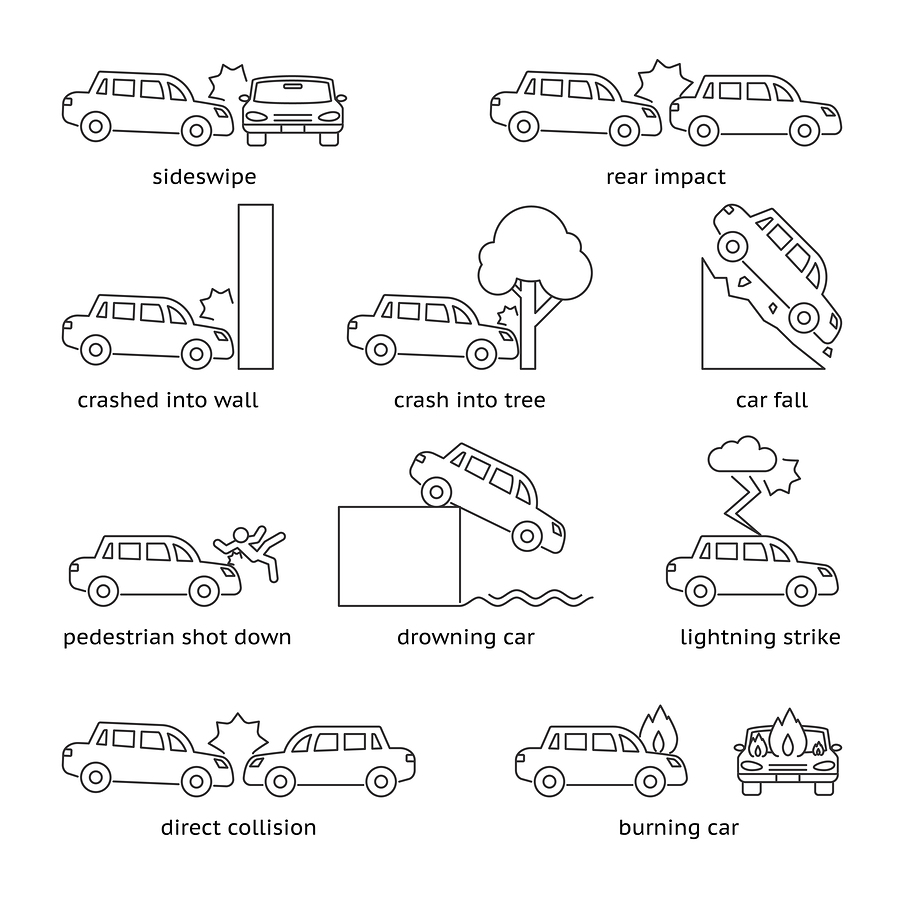 sideswipe
rear impact
crashed into wall
crash into tree
car fall
pedestrian shot down
drowning car
lightning strike
direct collision
burning car